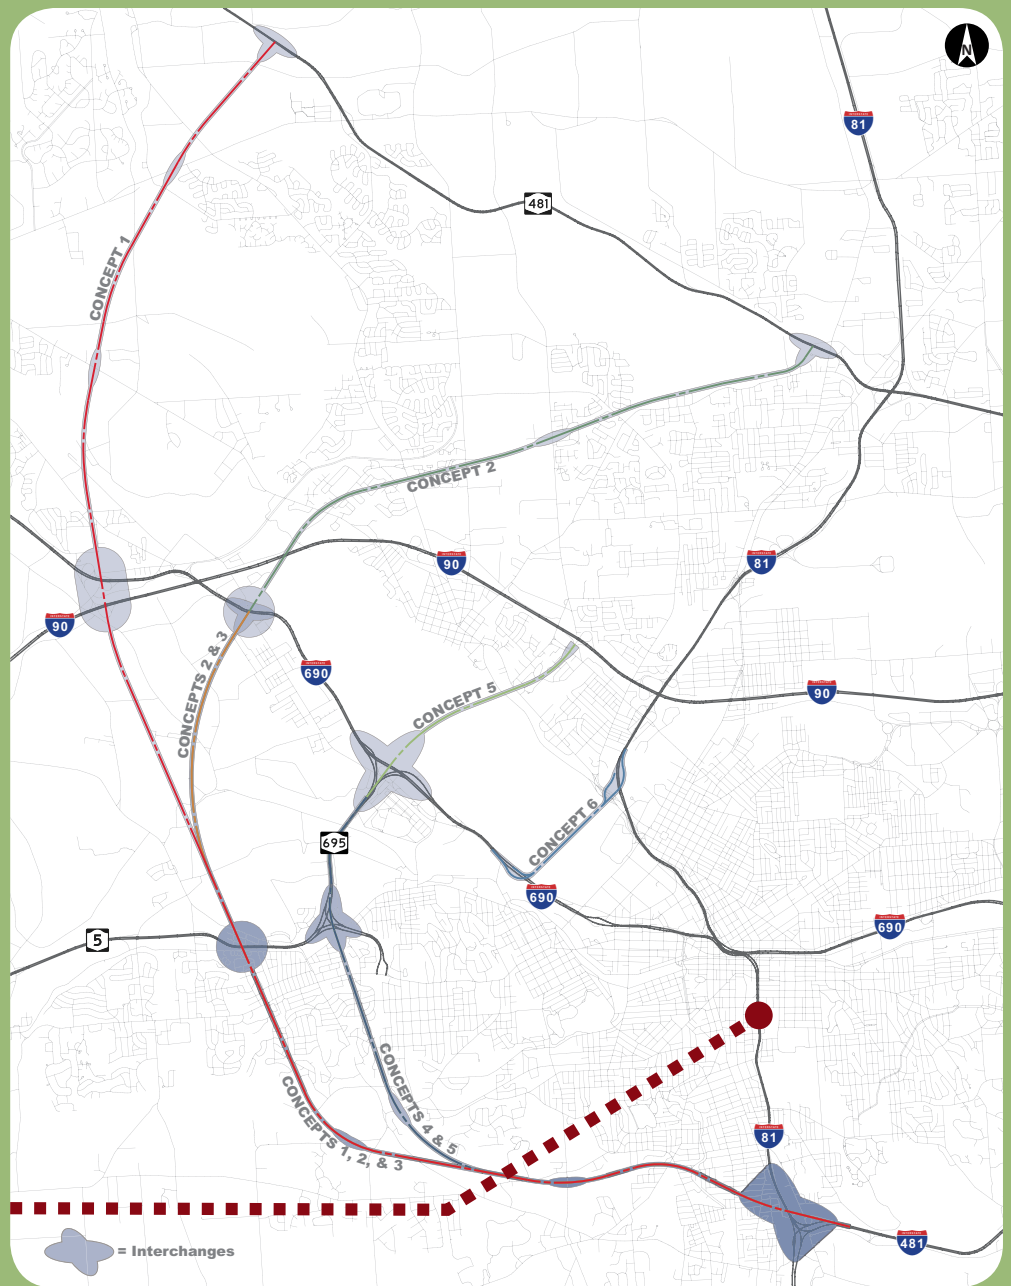 N
81
481
CONCEPT 1
CONCEPT 2
90
81
90
CONCEPTS 2 & 3
690
CONCEPT 5
90
CONCEPT 6
695
690
690
5
CONCEPTS 4 & 5
CONCEPTS 1, 2, & 3
81
481
= Interchanges